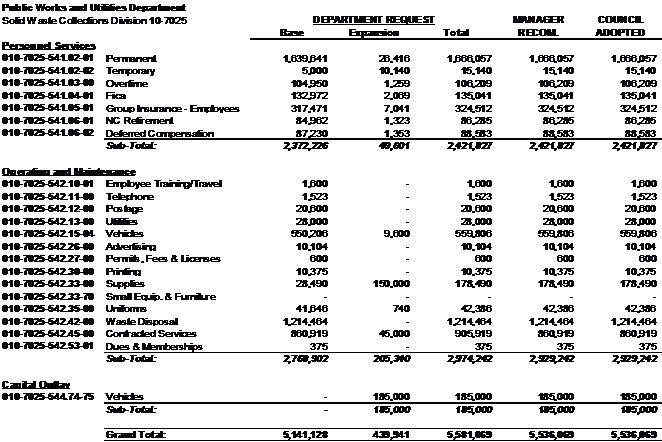 Public Works and Utilities Department
Solid Waste Collections Division 10-7025 DEPARTMENT REQUEST MANAGER COUNCIL
Base Expansion Total RECOM. ADOPTED
Personnel Services
010-7025-541.02-01 Permanent 1,639,641 26,416 1,666,057 1,666,057 1,666,057
010-7025-541.02-02 Temporary 5,000 10,140 15,140 15,140 15,140
010-7025-541.03-00 Overtime 104,950 1,259 106,209 106,209 106,209
010-7025-541.04-01 Fica 132,972 2,069 135,041 135,041 135,041
010-7025-541.05-01 Group Insurance - Employees 317,471 7,041 324,512 324,512 324,512
010-7025-541.06-01 NC Retirement 84,962 1,323 86,285 86,285 86,285
010-7025-541.06-02 Deferred Compensation 87,230 1,353 88,583 88,583 88,583
Sub-Total: 2,372,226 49,601 2,421,827 2,421,827 2,421,827
Operating and Maintenance
010-7025-542.10-01 Employee Training/Travel 1,600 - 1,600 1,600 1,600
010-7025-542.11-00 Telephone 1,523 - 1,523 1,523 1,523
010-7025-542.12-00 Postage 20,600 - 20,600 20,600 20,600
010-7025-542.13-00 Utilities 28,000 - 28,000 28,000 28,000
010-7025-542.15-04 Vehicles 550,206 9,600 559,806 559,806 559,806
010-7025-542.26-00 Advertising 10,104 - 10,104 10,104 10,104
010-7025-542.27-00 Permits, Fees & Licenses 600 - 600 600 600
010-7025-542.30-00 Printing 10,375 - 10,375 10,375 10,375
010-7025-542.33-00 Supplies 28,490 150,000 178,490 178,490 178,490
010-7025-542.33-70 Small Equip. & Furniture - - - - -
010-7025-542.35-00 Uniforms 41,646 740 42,386 42,386 42,386
010-7025-542.42-00 Waste Disposal 1,214,464 - 1,214,464 1,214,464 1,214,464
010-7025-542.45-00 Contracted Services 860,919 45,000 905,919 860,919 860,919
010-7025-542.53-01 Dues & Memberships 375 - 375 375 375
Sub-Total: 2,768,902 205,340 2,974,242 2,929,242 2,929,242
Capital Outlay
010-7025-544.74-75 Vehicles - 185,000 185,000 185,000 185,000
Sub-Total: - 185,000 185,000 185,000 185,000
Grand Total: 5,141,128 439,941 5,581,069 5,536,069 5,536,069